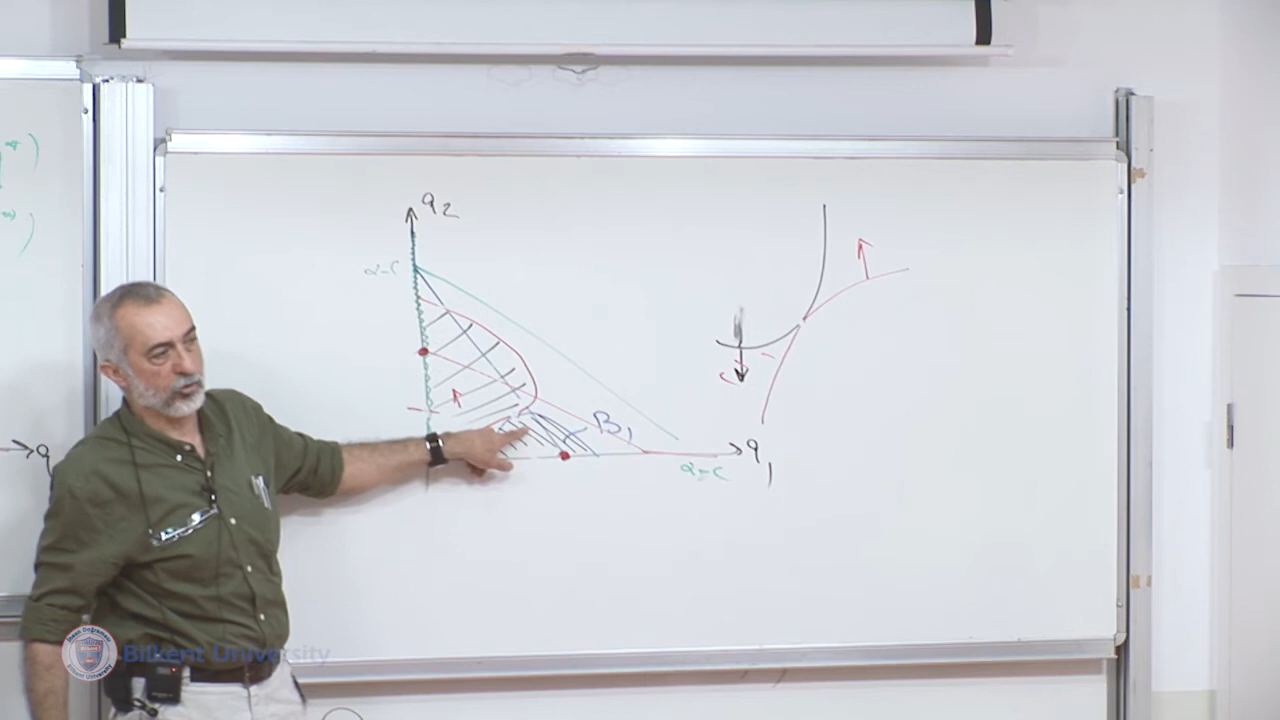 q2
α-c
B1
q1
α-c
q
Bilkent University